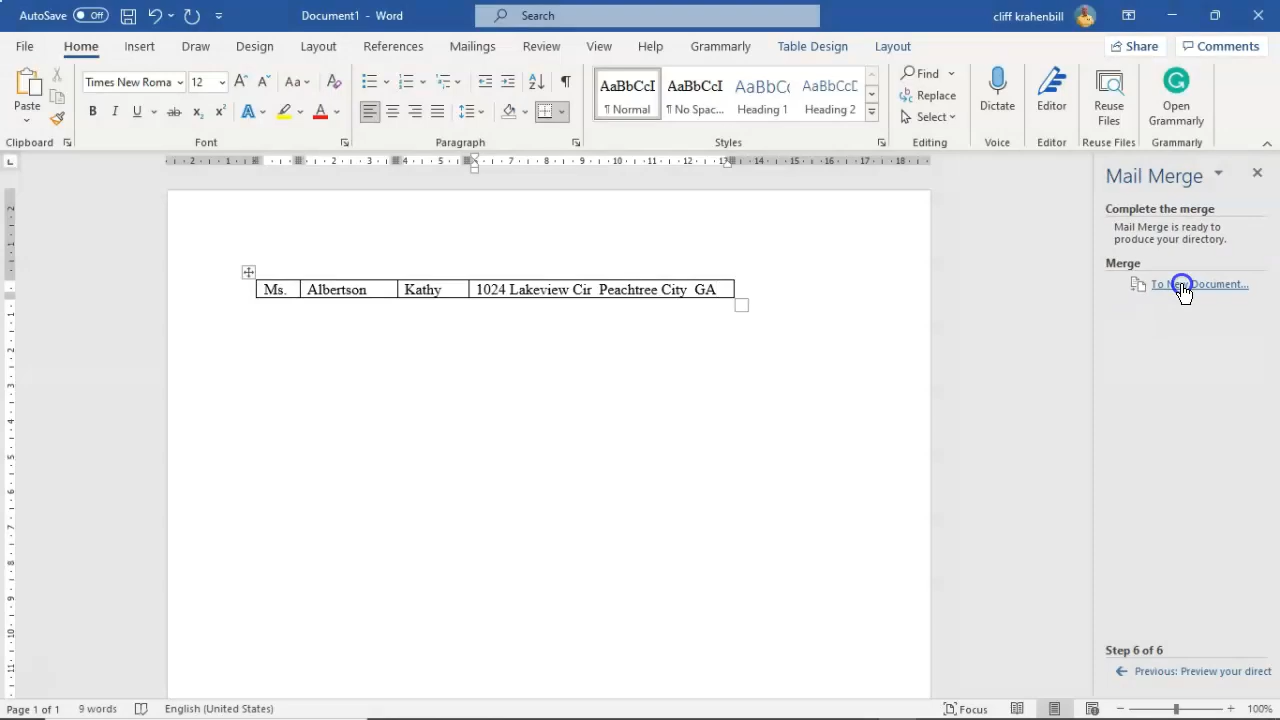 AutoSave Off Document1 - Word Search cliff krahenbill
File Home Insert Draw Design Layout References Mailings Review View Help Grammarly Table Design Layout Share Comments
Paste
Times New Roma 12 Aa
AaBbCcI AaBbCcI AaBbCc AaBbCcI
¶ Normal ¶ No Spac... Heading 1 Heading 2
Find
Replace
Select
Dictate
Editor
Reuse
Files
Open
Grammarly
Clipboard Font Paragraph Styles Editing Voice Editor Reuse Files Grammarly
Mail Merge
Complete the merge
Mail Merge is ready to
produce your directory.
Merge
Ms. Albertson Kathy 1024 Lakeview Cir Peachtree City GA
Step 6 of 6
Previous: Preview your direct
Page 1 of 1 9 words English (United States) Focus 100%